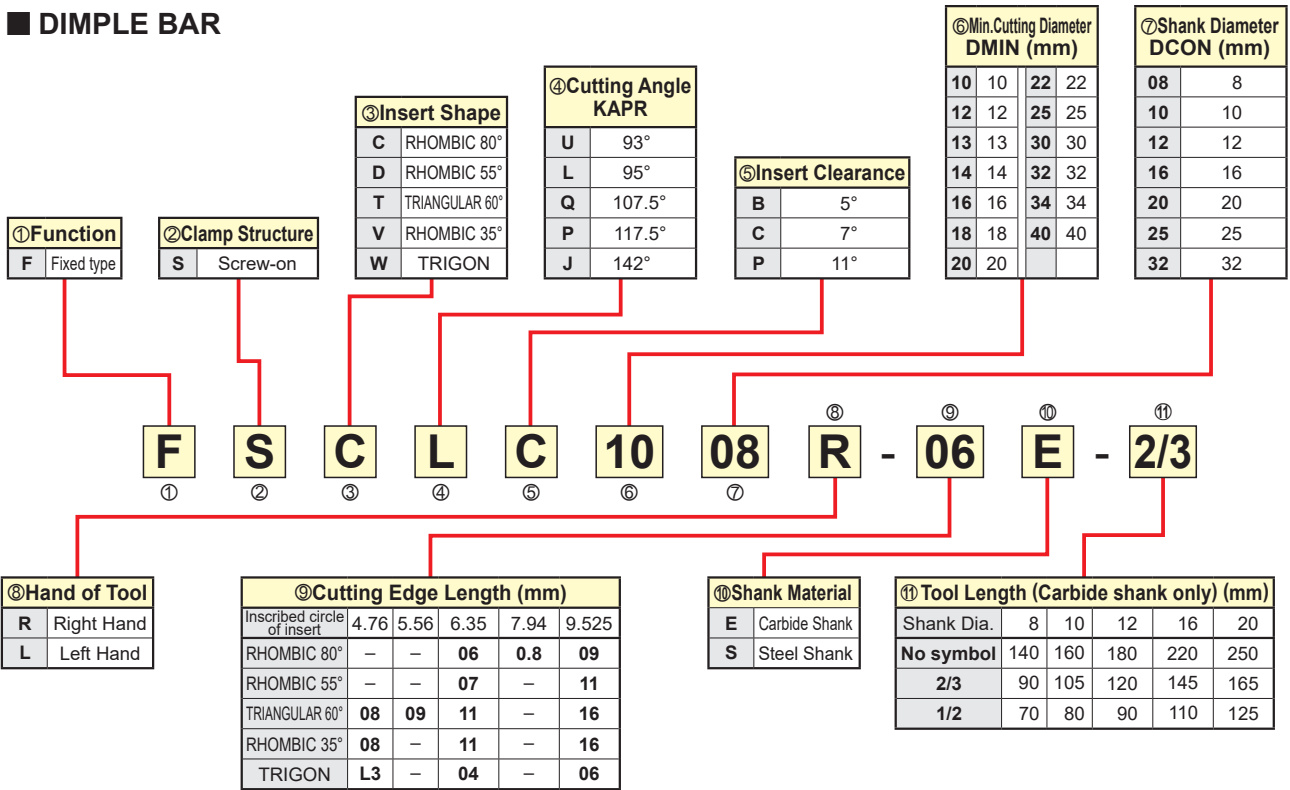 ■ DIMPLE BAR
①Function
F Fixed type
②Clamp Structure
S Screw-on
③Insert Shape
C RHOMBIC 80°
D RHOMBIC 55°
T TRIANGULAR 60°
V RHOMBIC 35°
W TRIGON
④Cutting Angle
KAPR
U 93°
L 95°
Q 107.5°
P 117.5°
J 142°
⑤Insert Clearance
B 5°
C 7°
P 11°
⑥Min.Cutting Diameter
DMIN (mm)
10 10 22 22
12 12 25 25
13 13 30 30
14 14 32 32
16 16 34 34
18 18 40 40
20 20
⑦Shank Diameter
DCON (mm)
08 8
10 10
12 12
16 16
20 20
25 25
32 32
⑧ ⑨ ⑩ ⑪
F S C L C 10 08 R - 06 E - 2/3
① ② ③ ④ ⑤ ⑥ ⑦
⑧Hand of Tool
R Right Hand
L Left Hand
⑨Cutting Edge Length (mm)
Inscribed circle
of insert 4.76 5.56 6.35 7.94 9.525
RHOMBIC 80° – – 06 0.8 09
RHOMBIC 55° – – 07 – 11
TRIANGULAR 60° 08 09 11 – 16
RHOMBIC 35° 08 – 11 – 16
TRIGON L3 – 04 – 06
⑩Shank Material
E Carbide Shank
S Steel Shank
⑪Tool Length (Carbide shank only) (mm)
Shank Dia. 8 10 12 16 20
No symbol 140 160 180 220 250
2/3 90 105 120 145 165
1/2 70 80 90 110 125